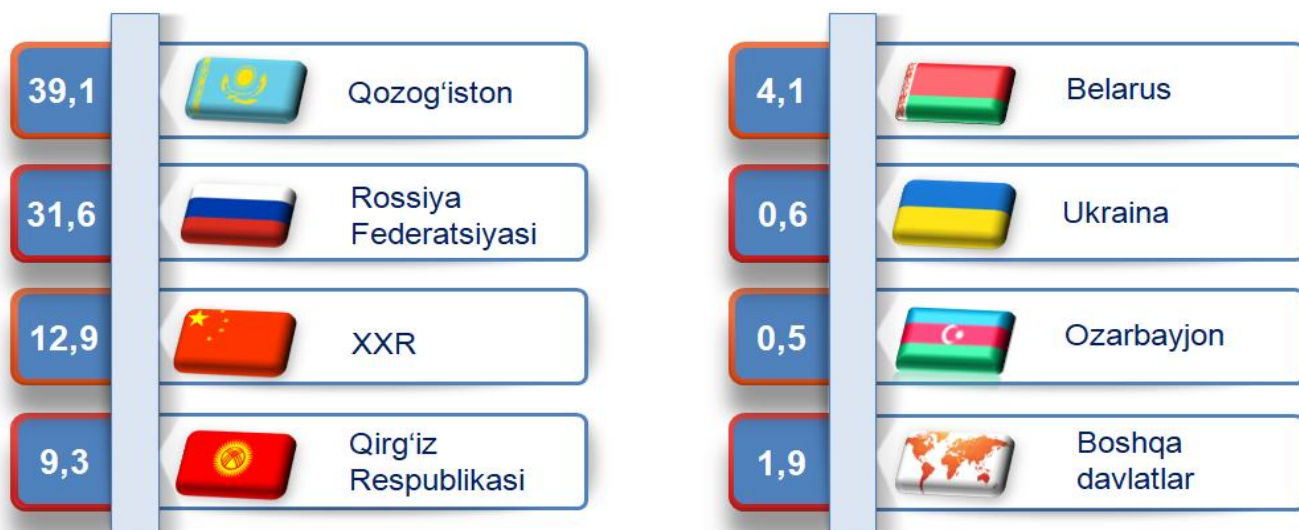 39,1
Qozog‘iston
31,6
Rossiya
Federatsiyasi
12,9
XXR
9,3
Qirg‘iz
Respublikasi
4,1
Belarus
0,6
Ukraina
0,5
Ozarbayjon
1,9
Boshqa
davlatlar